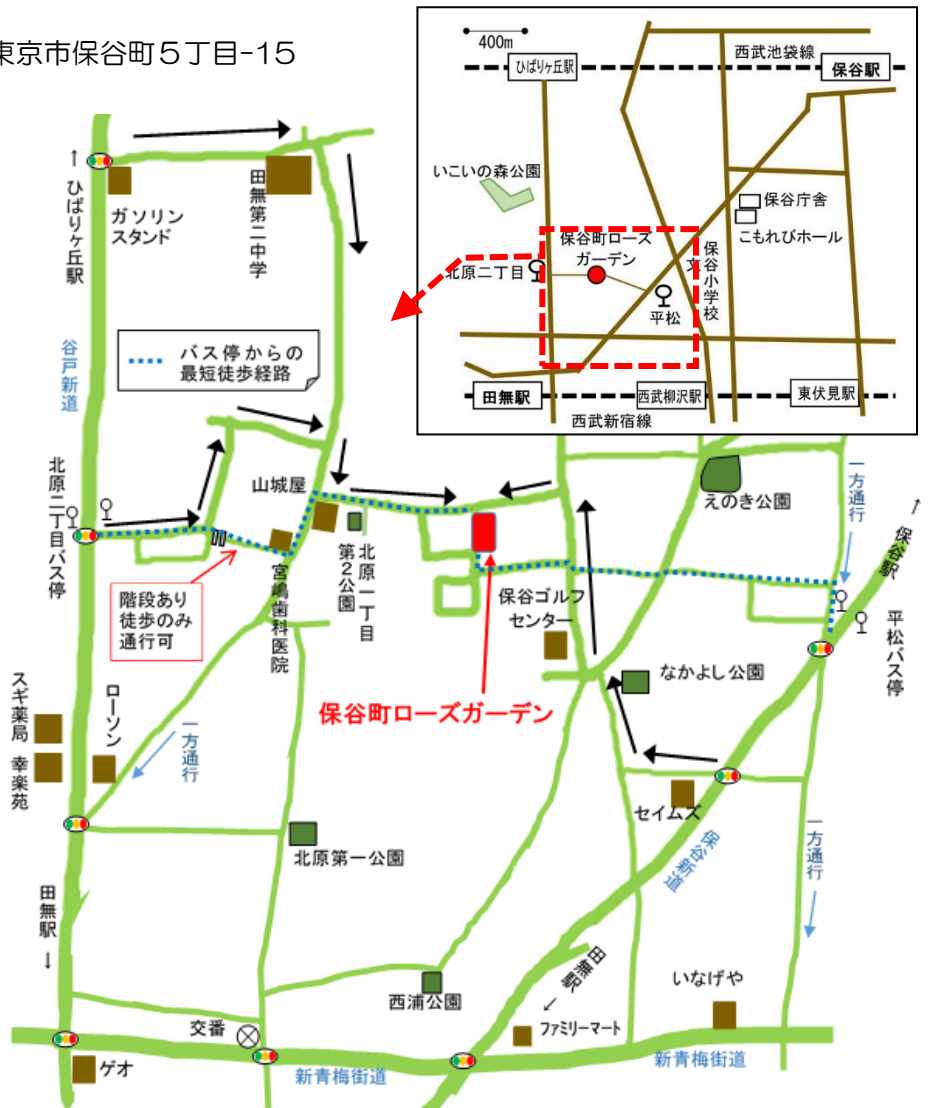 東京市保谷町5丁目-15
400m
西武池袋線
ひばりヶ丘駅
保谷駅
いこいの森公園
保谷庁舎
こもれびホール
保谷町ローズ
ガーデン
北原二丁目
文
保谷小学校
平松
田無駅
西武柳沢駅
東伏見駅
西武新宿線
↑ ひばりヶ丘駅
ガソリン
スタンド
田無第二中学
バス停からの
最短徒歩経路
谷戸新道
北原二丁目バス停
山城屋
北原一丁目
第2公園
宮嶋歯科医院
階段あり
徒歩のみ
通行可
えのき公園
一方通行
保谷駅
平松バス停
保谷ゴルフ
センター
なかよし公園
保谷町ローズガーデン
スギ薬局
幸楽苑
ローソン
一方通行
セイムズ
保谷新道
一方通行
北原第一公園
田無駅 ↓
西浦公園
田無駅
いなげや
交番
ファミリーマート
ゲオ
新青梅街道
新青梅街道